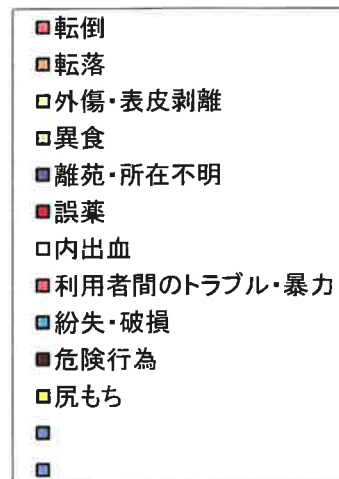 転倒
転落
外傷・表皮剥離
異食
離苑・所在不明
誤薬
内出血
利用者間のトラブル・暴力
紛失・破損
危険行為
尻もち